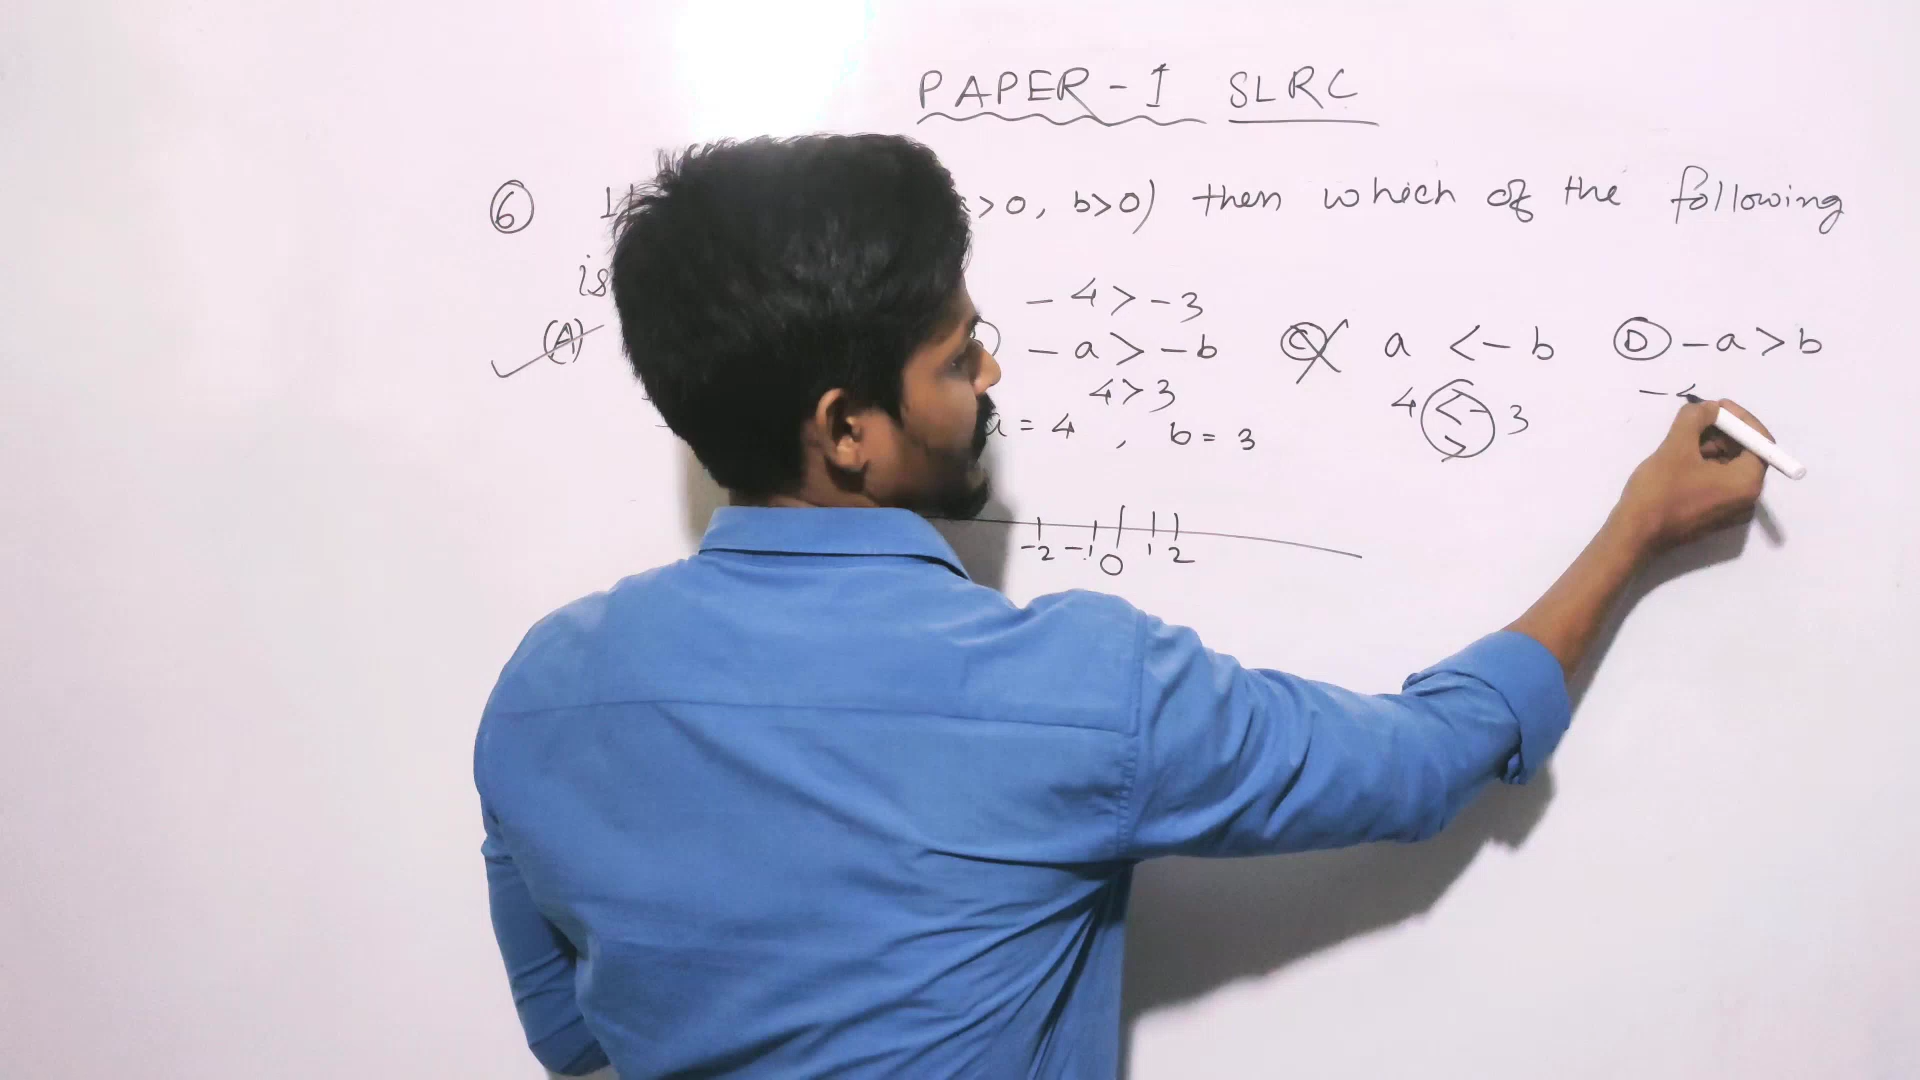 PAPER - I SLRC
6 >0, b>0) then which of the following
is
- 4 > - 3
(A) - a > - b C a < - b D - a > b
4 > 3 4 < - 3 - 4
>
a = 4 , b = 3
-2 -1 0 1 2